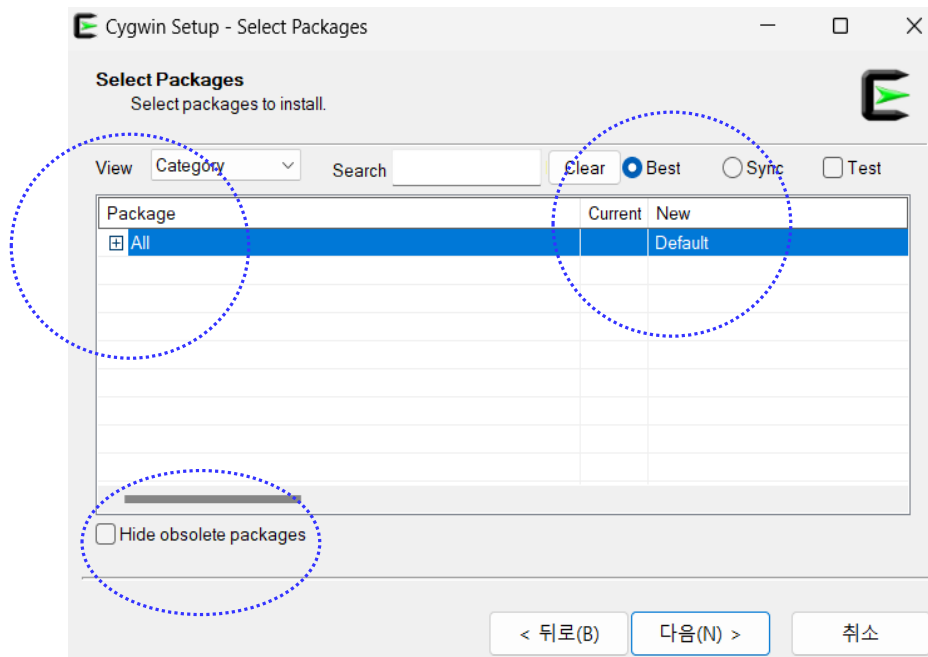 Cygwin Setup - Select Packages
Select Packages
Select packages to install.
View Category Search Clear Best Sync Test
Package Current New
All Default
Hide obsolete packages
< 뒤로(B) 다음(N) > 취소